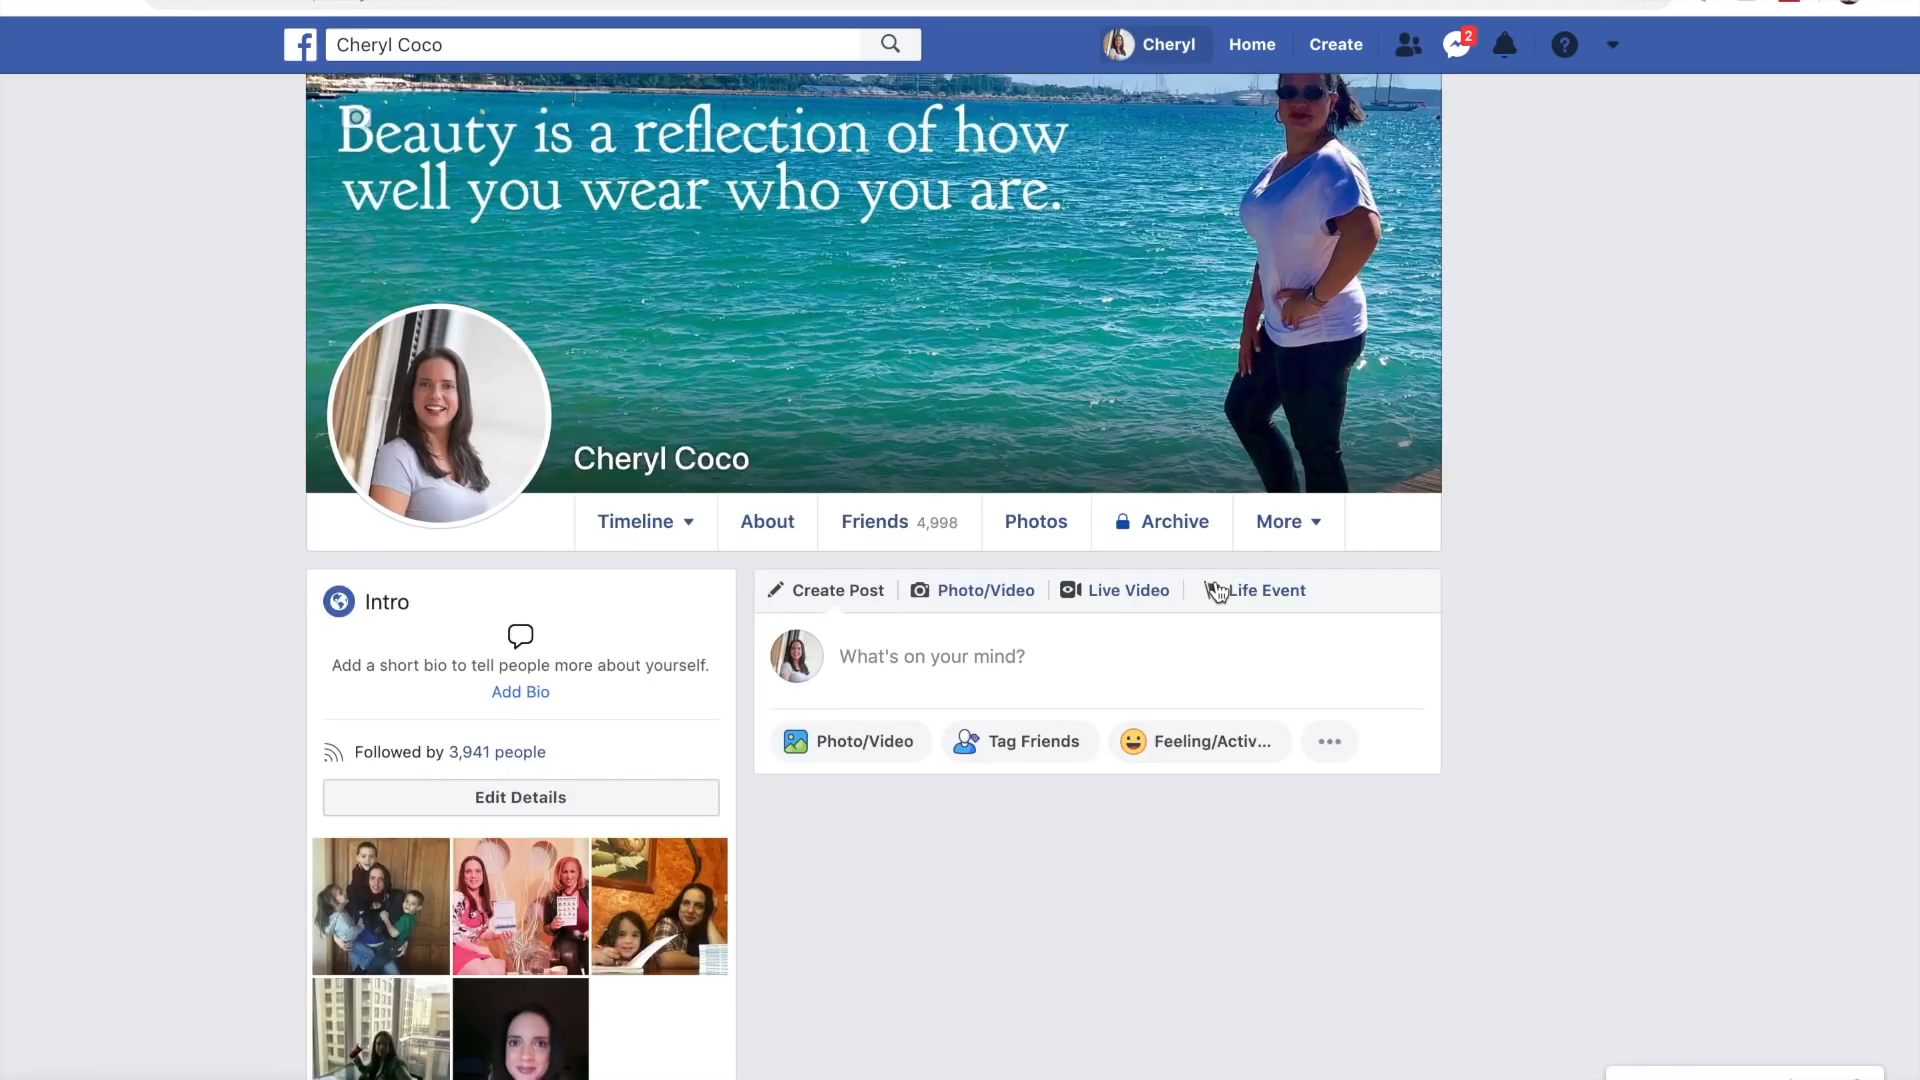 Cheryl Coco
Cheryl
Home
Create
2
Beauty is a reflection of how
well you wear who you are.
Cheryl Coco
Timeline
About
Friends 4,998
Photos
Archive
More
Intro
Add a short bio to tell people more about yourself.
Add Bio
Followed by 3,941 people
Edit Details
Create Post
Photo/Video
Live Video
Life Event
What's on your mind?
Photo/Video
Tag Friends
Feeling/Activ...